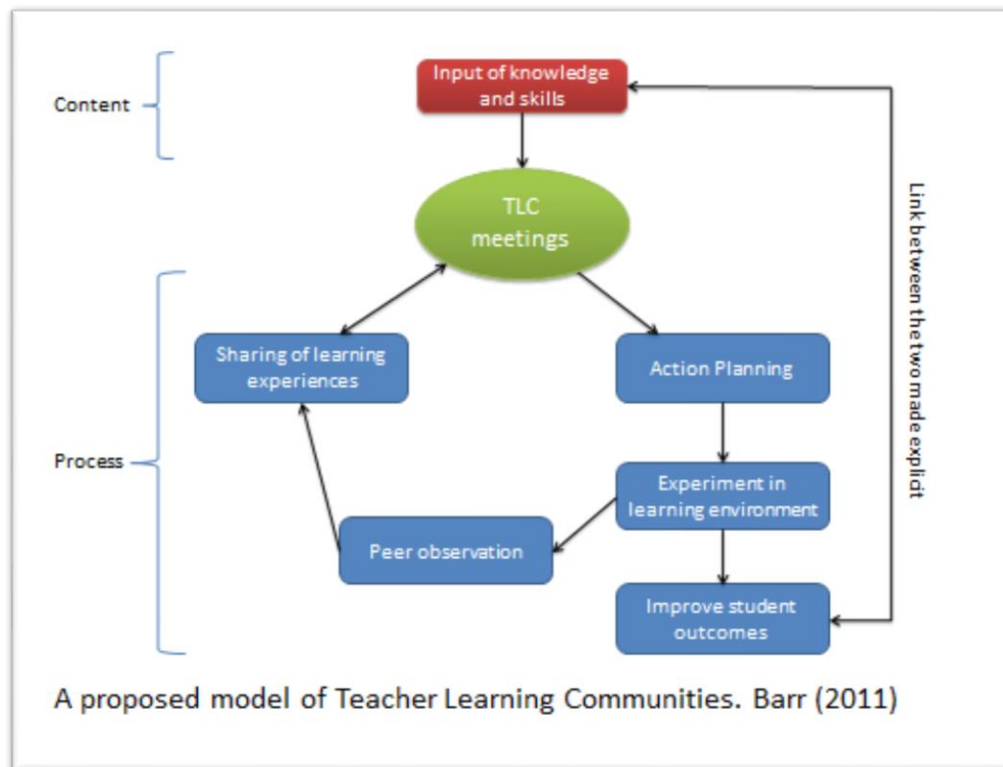 Input of knowledge
and skills
Content
TLC
meetings
Link between the two made explicit
Sharing of learning
experiences
Action Planning
Process
Experiment in
learning environment
Peer observation
Improve student
outcomes
A proposed model of Teacher Learning Communities. Barr (2011)